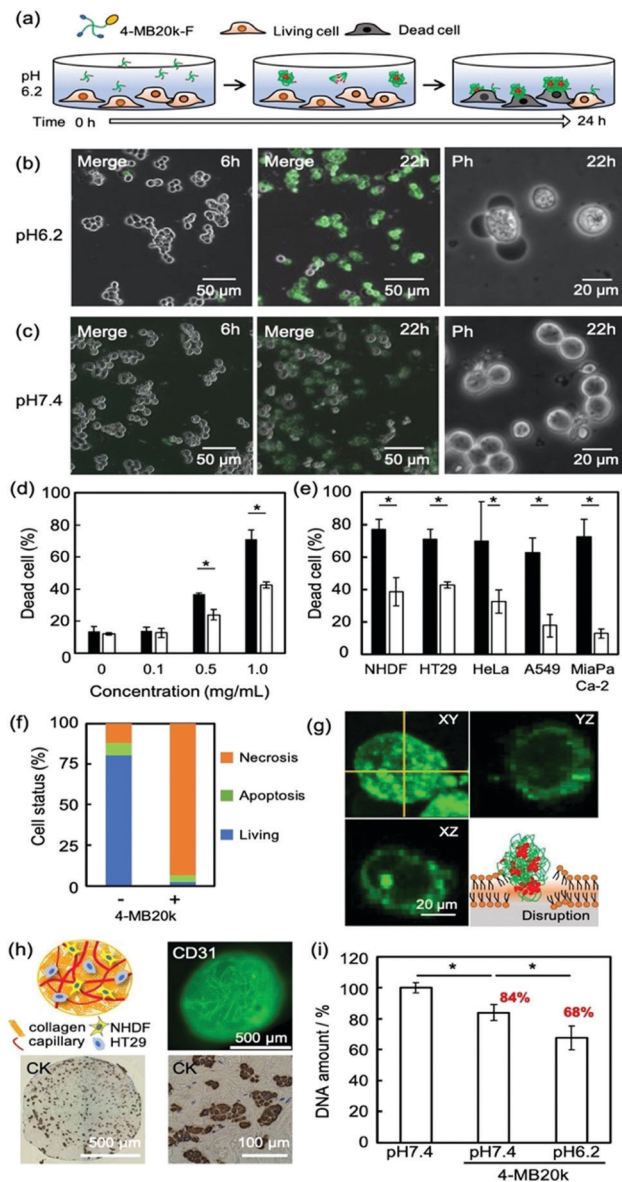 (a)
4-MB20k-F Living cell Dead cell
pH
6.2
Time 0 h 24 h
(b)
Merge 6h
Merge 22h
Ph 22h
pH6.2
50 μm
50 μm
20 μm
(c)
Merge 6h
Merge 22h
Ph 22h
pH7.4
50 μm
50 μm
20 μm
(d)
Dead cell (%)
100
80
60
40
20
0
* *
0 0.1 0.5 1.0
Concentration (mg/mL)
(e)
Dead cell (%)
100
80
60
40
20
0
* * * * *
NHDF HT29 HeLa A549 MiaPa
Ca-2
(f)
Cell status (%)
100
75
50
25
0
Necrosis
Apoptosis
Living
- +
4-MB20k
(g)
XY
YZ
XZ
20 μm
Disruption
(h)
collagen NHDF
capillary HT29
CD31
500 μm
CK
500 μm
CK
100 μm
(i)
DNA amount / %
120
100
80
60
40
20
0
* *
84%
68%
pH7.4 pH7.4 pH6.2
4-MB20k